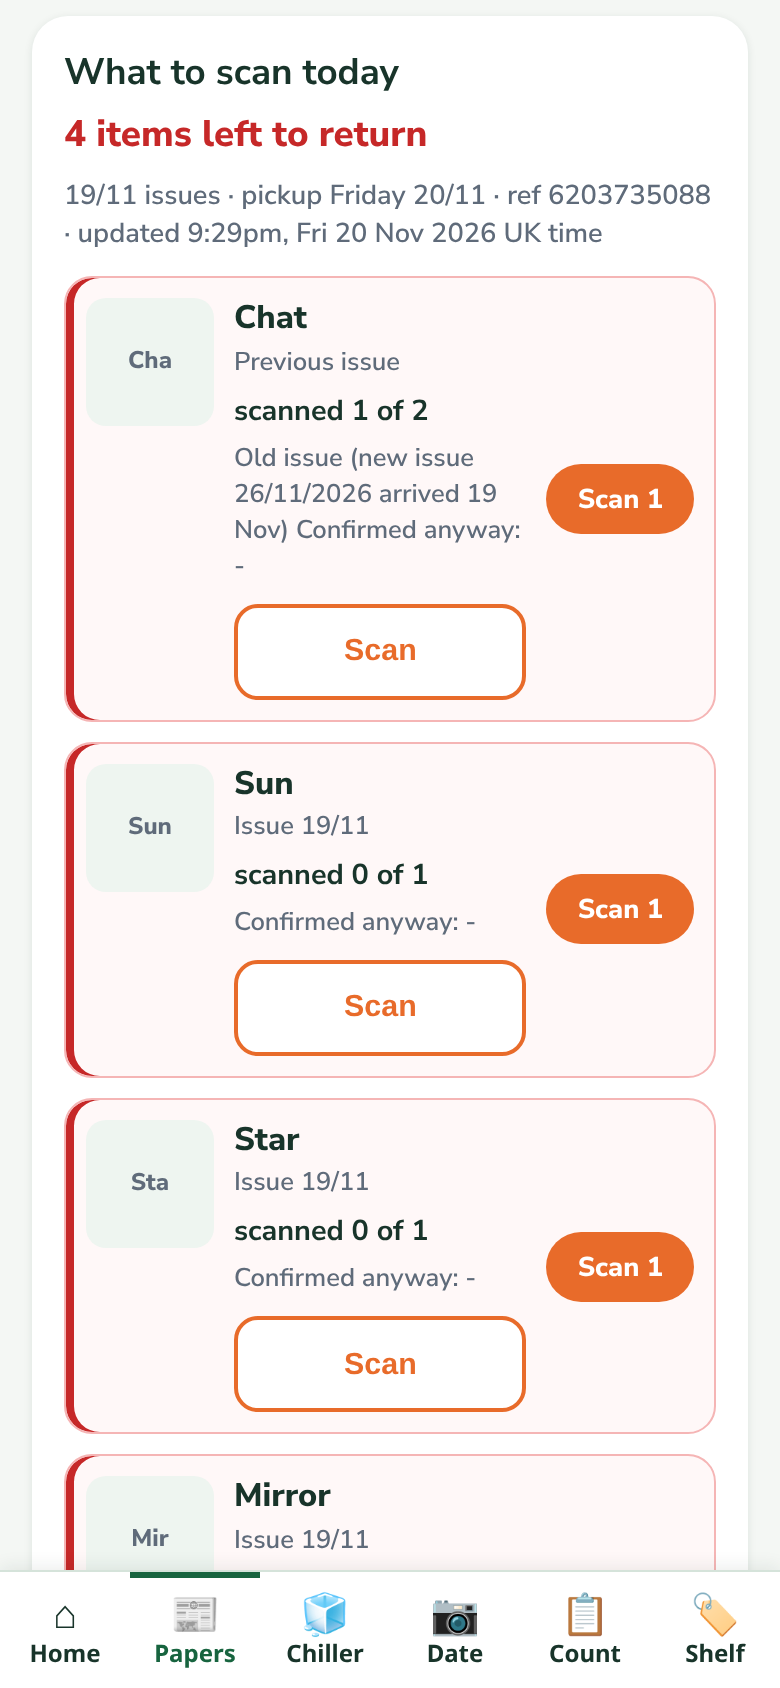 What to scan today
4 items left to return
19/11 issues · pickup Friday 20/11 · ref 6203735088
· updated 9:29pm, Fri 20 Nov 2026 UK time
Cha
Chat
Previous issue
scanned 1 of 2
Old issue (new issue
26/11/2026 arrived 19
Nov) Confirmed anyway:
-
Scan 1
Scan
Sun
Sun
Issue 19/11
scanned 0 of 1
Confirmed anyway: -
Scan 1
Scan
Sta
Star
Issue 19/11
scanned 0 of 1
Confirmed anyway: -
Scan 1
Scan
Mir
Mirror
Issue 19/11
Home
Papers
Chiller
Date
Count
Shelf